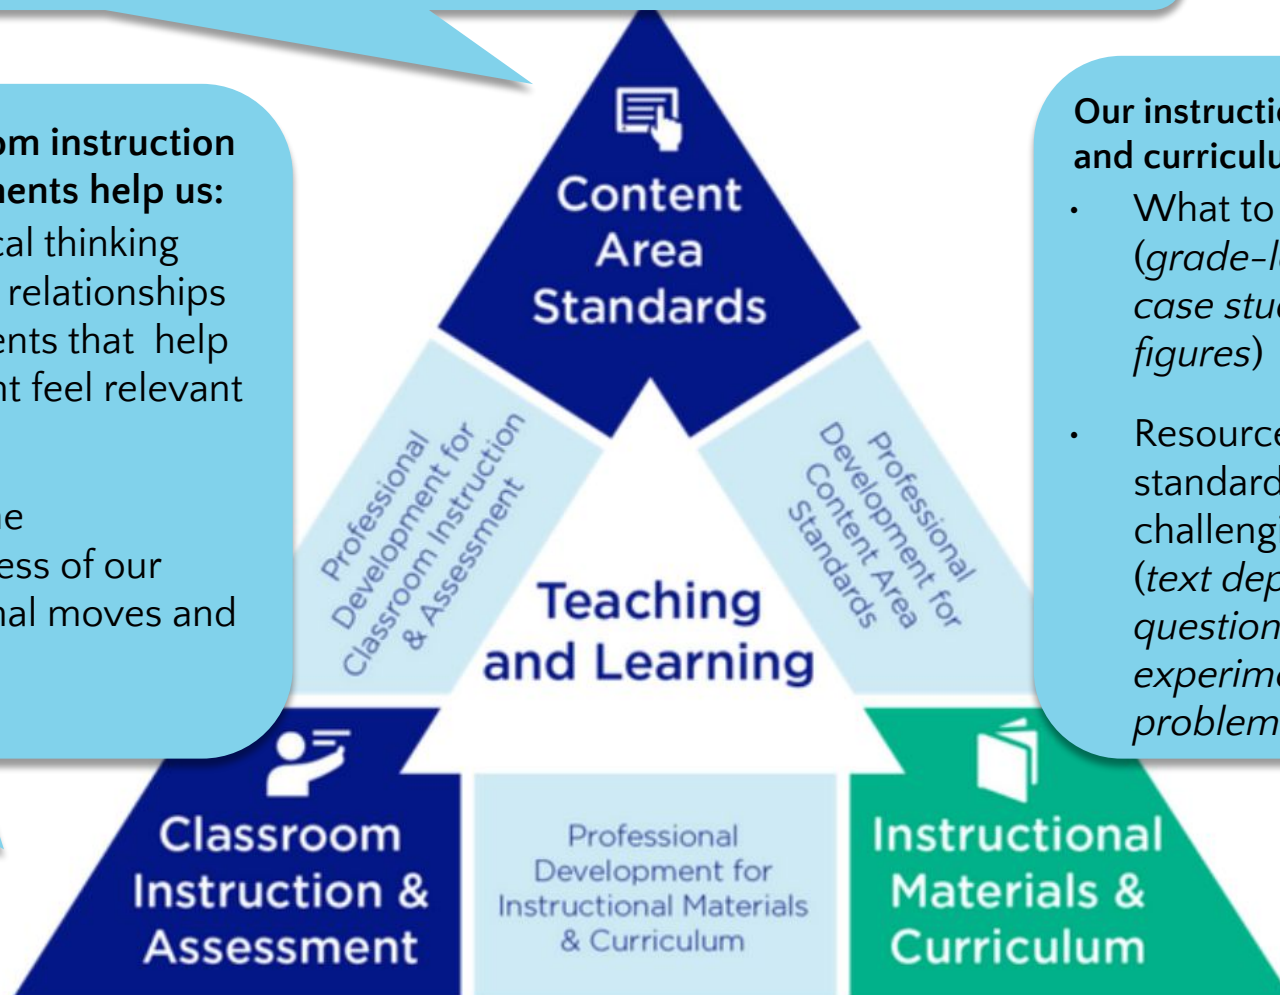 Content
Area
Standards
om instruction
ents help us:
cal thinking
relationships
ents that help
nt feel relevant
ne
ess of our
nal moves and
Our instructio
and curriculu
• What to
(grade-l
case stu
figures)
• Resource
standard
challengi
(text dep
question
experime
problem
Professional
Development for
Classroom Instruction
& Assessment
Professional
Development for
Content Area
Standards
Teaching
and Learning
Classroom
Instruction &
Assessment
Professional
Development for
Instructional Materials
& Curriculum
Instructional
Materials &
Curriculum